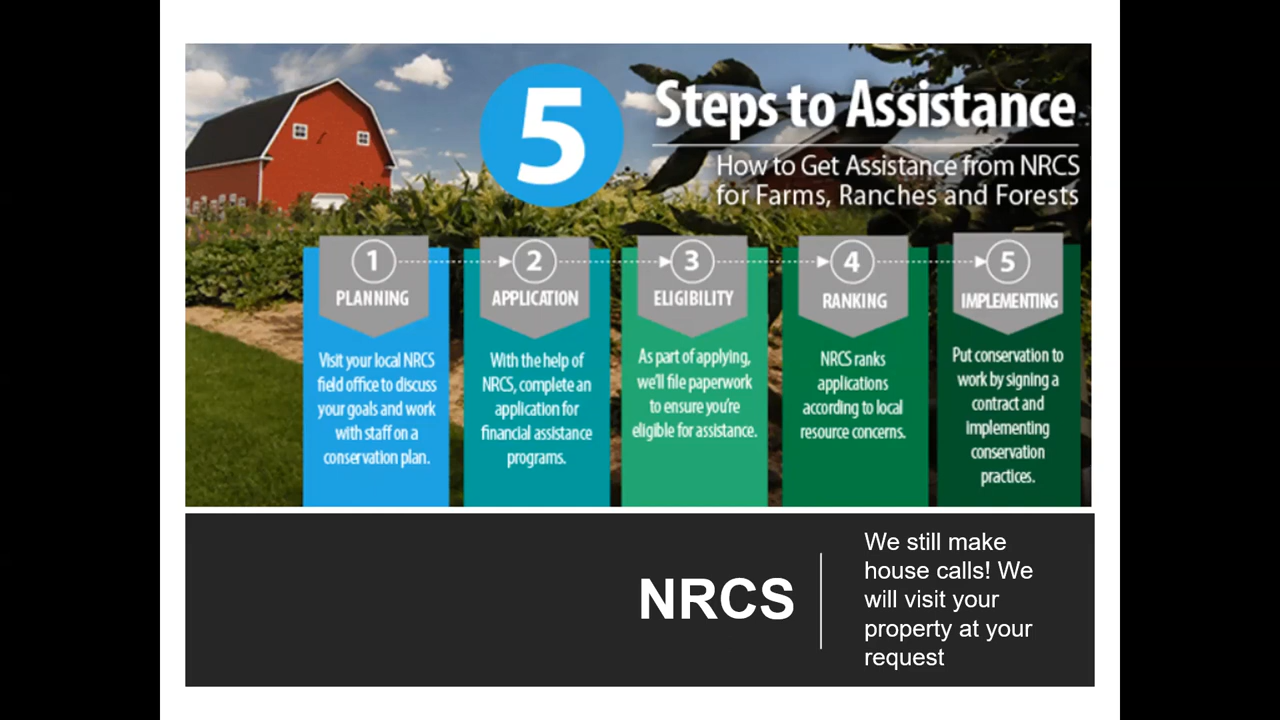 5
Steps to Assistance
How to Get Assistance from NRCS
for Farms, Ranches and Forests
1
PLANNING
Visit your local NRCS
field office to discuss
your goals and work
with staff on a
conservation plan.
2
APPLICATION
With the help of
NRCS, complete an
application for
financial assistance
programs.
3
ELIGIBILITY
As part of applying,
we'll file paperwork
to ensure you're
eligible for assistance.
4
RANKING
NRCS ranks
applications
according to local
resource concerns.
5
IMPLEMENTING
Put conservation to
work by signing a
contract and
implementing
conservation
practices.
NRCS
We still make
house calls! We
will visit your
property at your
request